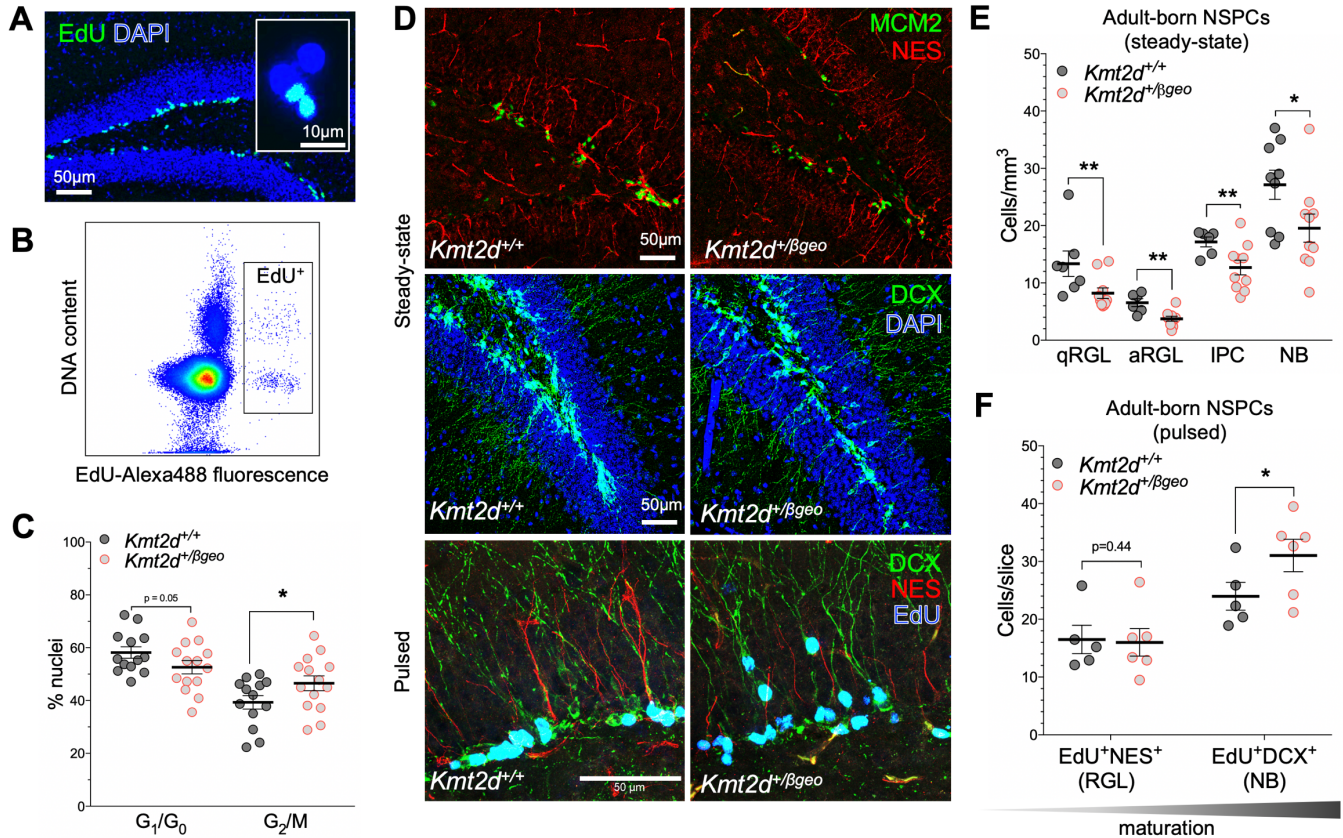 A
EdU DAPI
10µm
50µm
B
EdU⁺
DNA content
EdU-Alexa488 fluorescence
C
Kmt2d⁺/⁺
Kmt2d⁺/βgeo
100
80
60
40
20
0
% nuclei
p = 0.05
*
G₁/G₀
G₂/M
D
Steady-state
MCM2
NES
Kmt2d⁺/⁺
50µm
Kmt2d⁺/βgeo
DCX
DAPI
Kmt2d⁺/⁺
50µm
Kmt2d⁺/βgeo
Pulsed
DCX
NES
EdU
Kmt2d⁺/⁺
50 µm
Kmt2d⁺/βgeo
E
Adult-born NSPCs
(steady-state)
Kmt2d⁺/⁺
Kmt2d⁺/βgeo
50
40
30
20
10
0
Cells/mm³
**
**
**
*
qRGL
aRGL
IPC
NB
F
Adult-born NSPCs
(pulsed)
Kmt2d⁺/⁺
Kmt2d⁺/βgeo
50
40
30
20
10
0
Cells/slice
p=0.44
*
EdU⁺NES⁺
(RGL)
EdU⁺DCX⁺
(NB)
maturation